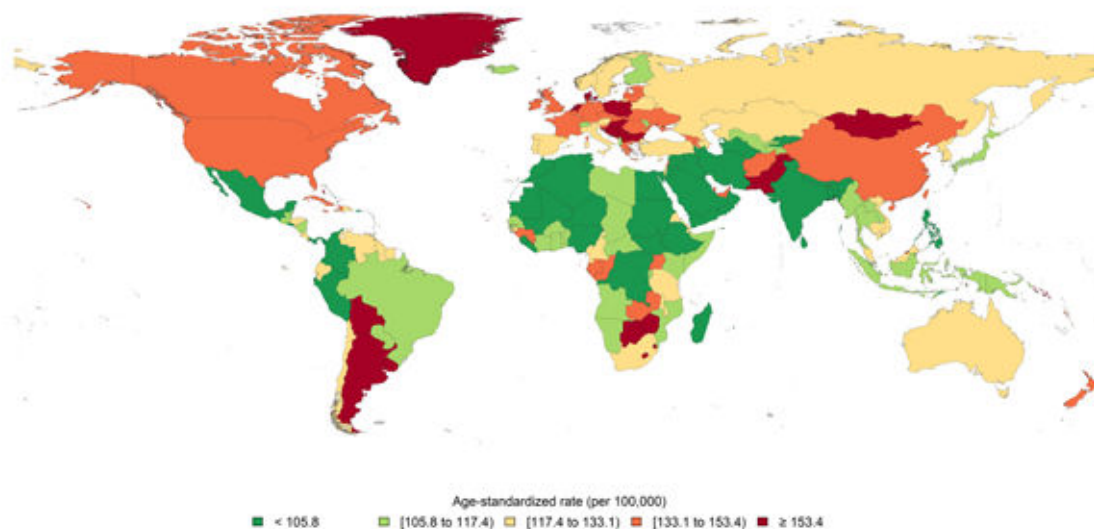 Age-standardized rate (per 100,000)
< 105.8 [105.8 to 117.4) [117.4 to 133.1) [133.1 to 153.4) ≥ 153.4